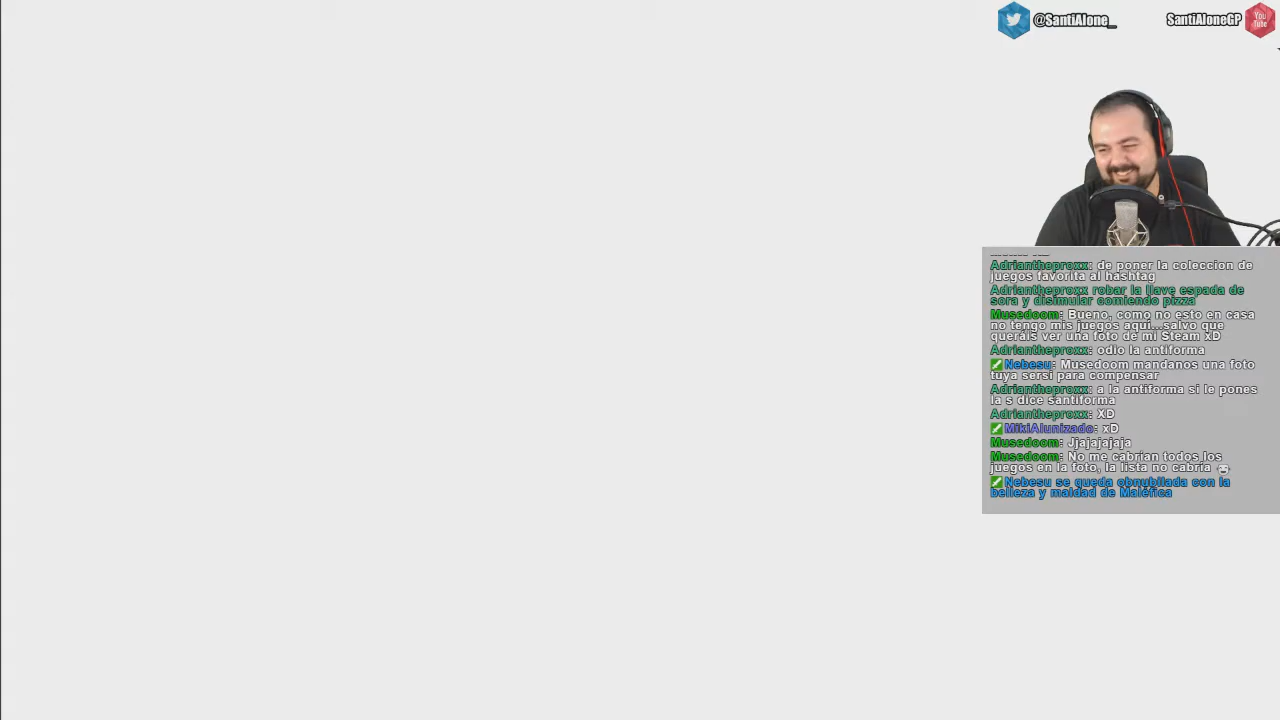 @SantiAlone_
SantiAloneGP
You
Tube
Adriantheproxx: de poner la coleccion de
juegos favorita al hashtag
Adriantheproxx robar la llave espada de
sora y disimular comiendo pizza
Musedoom: Bueno, como no esto en casa
no tengo mis juegos aquí...salvo que
queráis ver una foto de mi Steam xD
Adriantheproxx: odio la antiforma
Nebesu: Musedoom mandanos una foto
tuya sersi para compensar
Adriantheproxx: a la antiforma si le pones
la s dice santiforma
Adriantheproxx: XD
MikiAlunizado: xD
Musedoom: Jjajajajaja
Musedoom: No me cabrían todos los
juegos en la foto, la lista no cabría
Nebesu se queda obnubilada con la
belleza y maldad de Maléfica